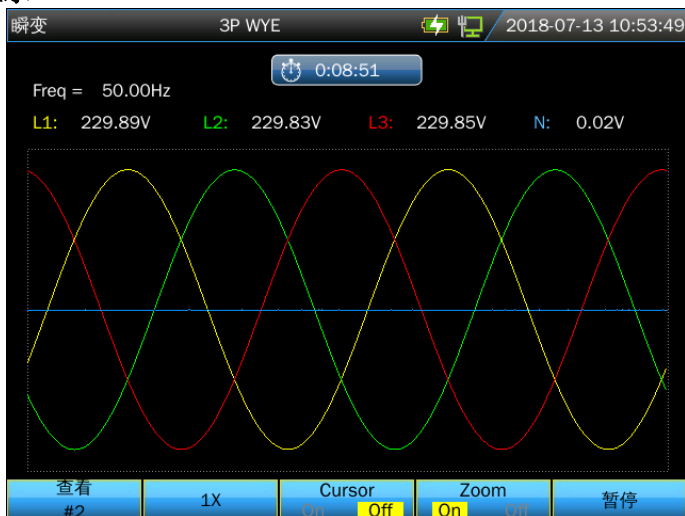 瞬变 3P WYE 2018-07-13 10:53:49
0:08:51
Freq = 50.00Hz
L1: 229.89V L2: 229.83V L3: 229.85V N: 0.02V
查看 Cursor Zoom
#2 1X On Off On Off 暂停